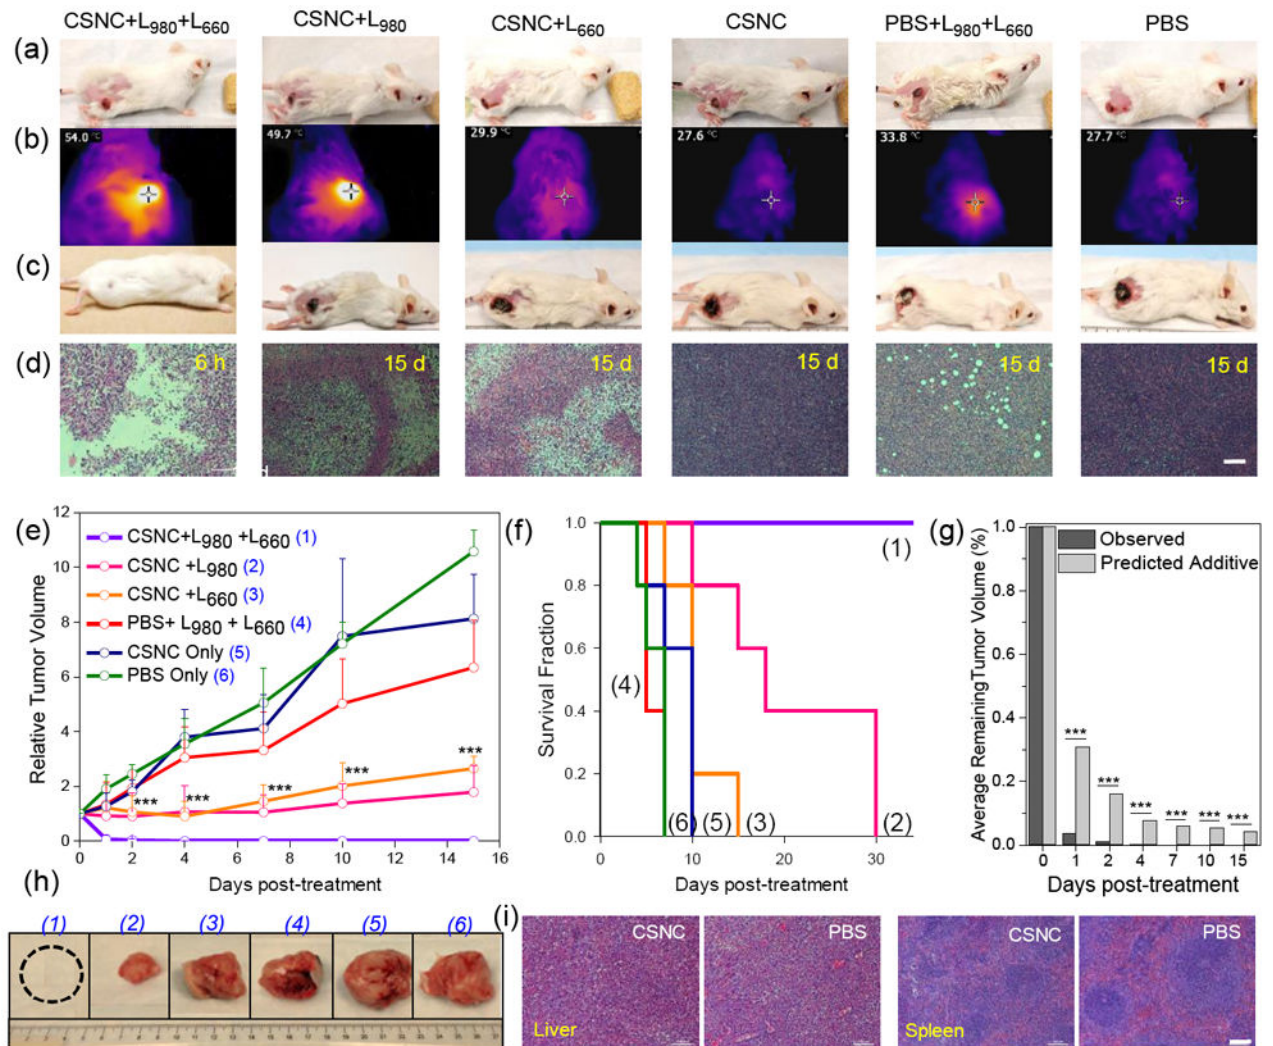 CSNC+L980+L660 CSNC+L980 CSNC+L660 CSNC PBS+L980+L660 PBS
(a)
(b)
54.0 °C 49.7 °C 29.9 °C 27.6 °C 33.8 °C 27.7 °C
(c)
(d)
6 h 15 d 15 d 15 d 15 d 15 d
(e)
Relative Tumor Volume
12
10
8
6
4
2
0
CSNC+L980 +L660 (1)
CSNC +L980 (2)
CSNC +L660 (3)
PBS+ L980 + L660 (4)
CSNC Only (5)
PBS Only (6)
*** *** *** *** ***
0 2 4 6 8 10 12 14 16
Days post-treatment
(f)
Survival Fraction
1.0
0.8
0.6
0.4
0.2
0.0
(1)
(4)
(6) (5) (3) (2)
0 10 20 30
Days post-treatment
(g)
Average RemainingTumor Volume (%)
1.0
0.8
0.6
0.4
0.2
0.0
Observed
Predicted Additive
*** *** *** *** *** ***
0 1 2 4 7 10 15
Days post-treatment
(h)
(1) (2) (3) (4) (5) (6)
(i)
CSNC PBS CSNC PBS
Liver Spleen